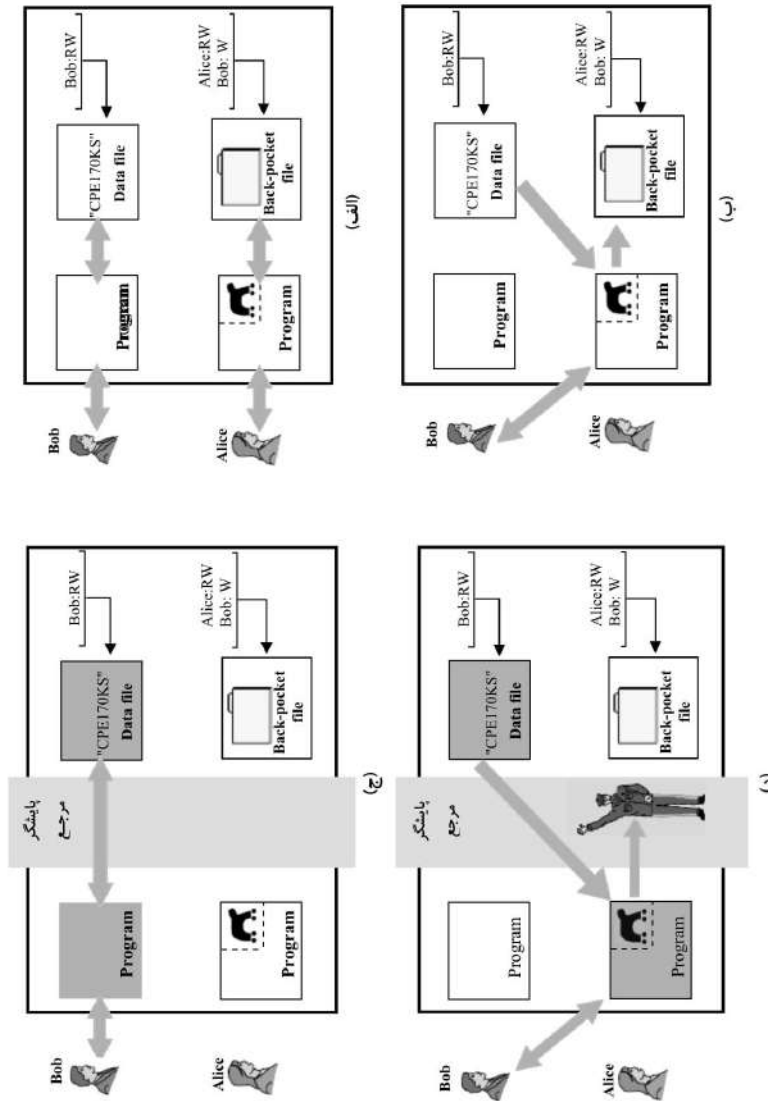 Bob
Program
"CPE170KS"
Data file
Bob:RW
Alice
Program
Back-pocket
file
Alice:RW
Bob: W
(الف)
Bob
Program
"CPE170KS"
Data file
Bob:RW
Alice
Program
Back-pocket
file
Alice:RW
Bob: W
(ب)
Bob
Program
مرجع
پایشگر
"CPE170KS"
Data file
Bob:RW
Alice
Program
Back-pocket
file
Alice:RW
Bob: W
(ج)
Bob
Program
مرجع
پایشگر
"CPE170KS"
Data file
Bob:RW
Alice
Program
Back-pocket
file
Alice:RW
Bob: W